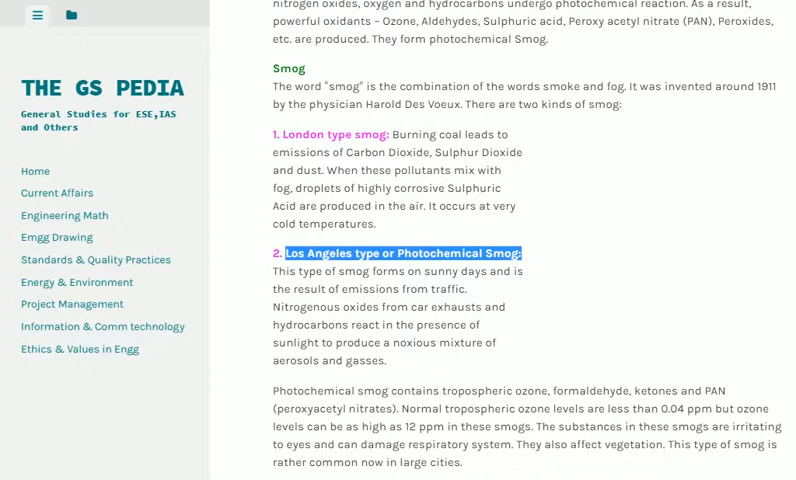 THE GS PEDIA
General Studies for ESE,IAS
and Others
Home
Current Affairs
Engineering Math
Emgg Drawing
Standards & Quality Practices
Energy & Environment
Project Management
Information & Comm technology
Ethics & Values in Engg
nitrogen oxides, oxygen and hydrocarbons undergo photochemical reaction. As a result,
powerful oxidants – Ozone, Aldehydes, Sulphuric acid, Peroxy acetyl nitrate (PAN), Peroxides,
etc. are produced. They form photochemical Smog.
Smog
The word “smog” is the combination of the words smoke and fog. It was invented around 1911
by the physician Harold Des Voeux. There are two kinds of smog:
1. London type smog: Burning coal leads to
emissions of Carbon Dioxide, Sulphur Dioxide
and dust. When these pollutants mix with
fog, droplets of highly corrosive Sulphuric
Acid are produced in the air. It occurs at very
cold temperatures.
2. Los Angeles type or Photochemical Smog:
This type of smog forms on sunny days and is
the result of emissions from traffic.
Nitrogenous oxides from car exhausts and
hydrocarbons react in the presence of
sunlight to produce a noxious mixture of
aerosols and gasses.
Photochemical smog contains tropospheric ozone, formaldehyde, ketones and PAN
(peroxyacetyl nitrates). Normal tropospheric ozone levels are less than 0.04 ppm but ozone
levels can be as high as 12 ppm in these smogs. The substances in these smogs are irritating
to eyes and can damage respiratory system. They also affect vegetation. This type of smog is
rather common now in large cities.